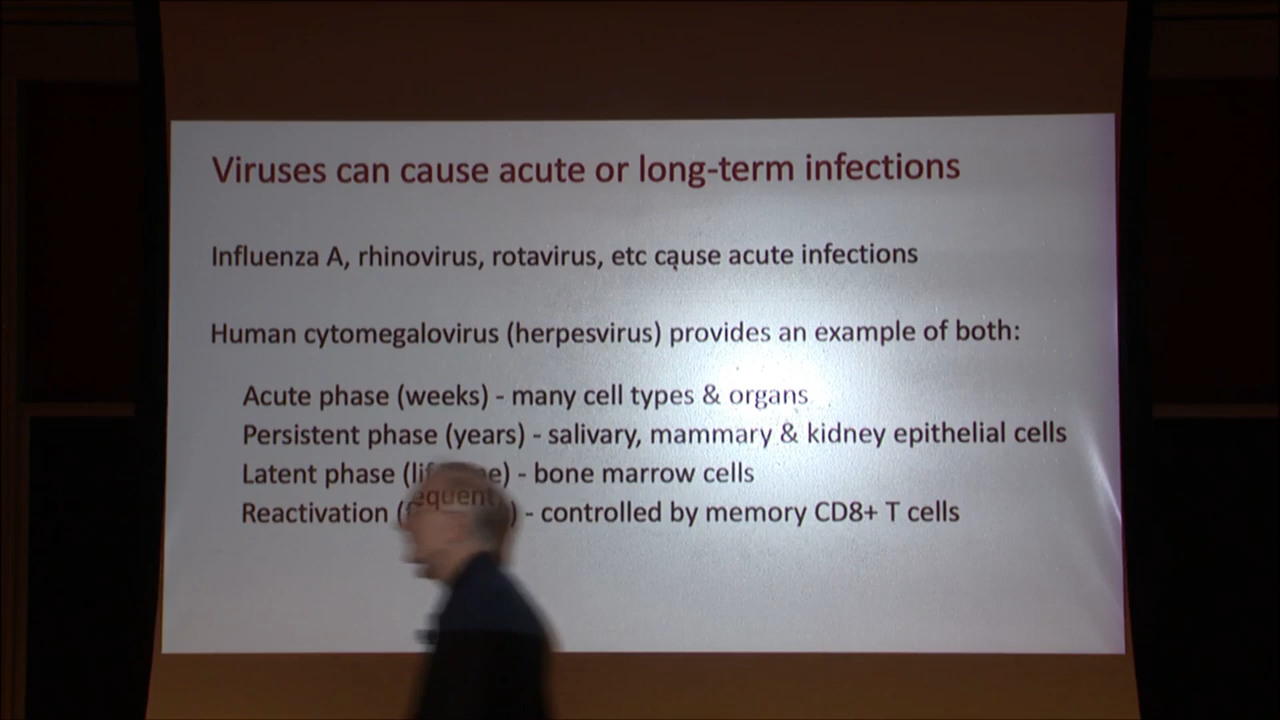 Viruses can cause acute or long-term infections
Influenza A, rhinovirus, rotavirus, etc cause acute infections
Human cytomegalovirus (herpesvirus) provides an example of both:
Acute phase (weeks) - many cell types & organs
Persistent phase (years) - salivary, mammary & kidney epithelial cells
Latent phase (lifetime) - bone marrow cells
Reactivation (frequent) - controlled by memory CD8+ T cells